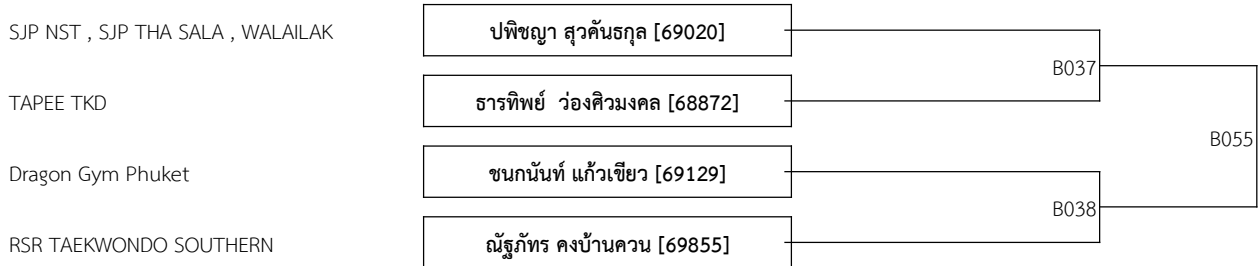 SJP NST , SJP THA SALA , WALAILAK ปพิชญา สุวคันธกุล [69020]
B037
TAPEE TKD ธารทิพย์ ว่องศิวมงคล [68872]
B055
Dragon Gym Phuket ชนกนันท์ แก้วเขียว [69129]
B038
RSR TAEKWONDO SOUTHERN ณัฐภัทร คงบ้านควน [69855]